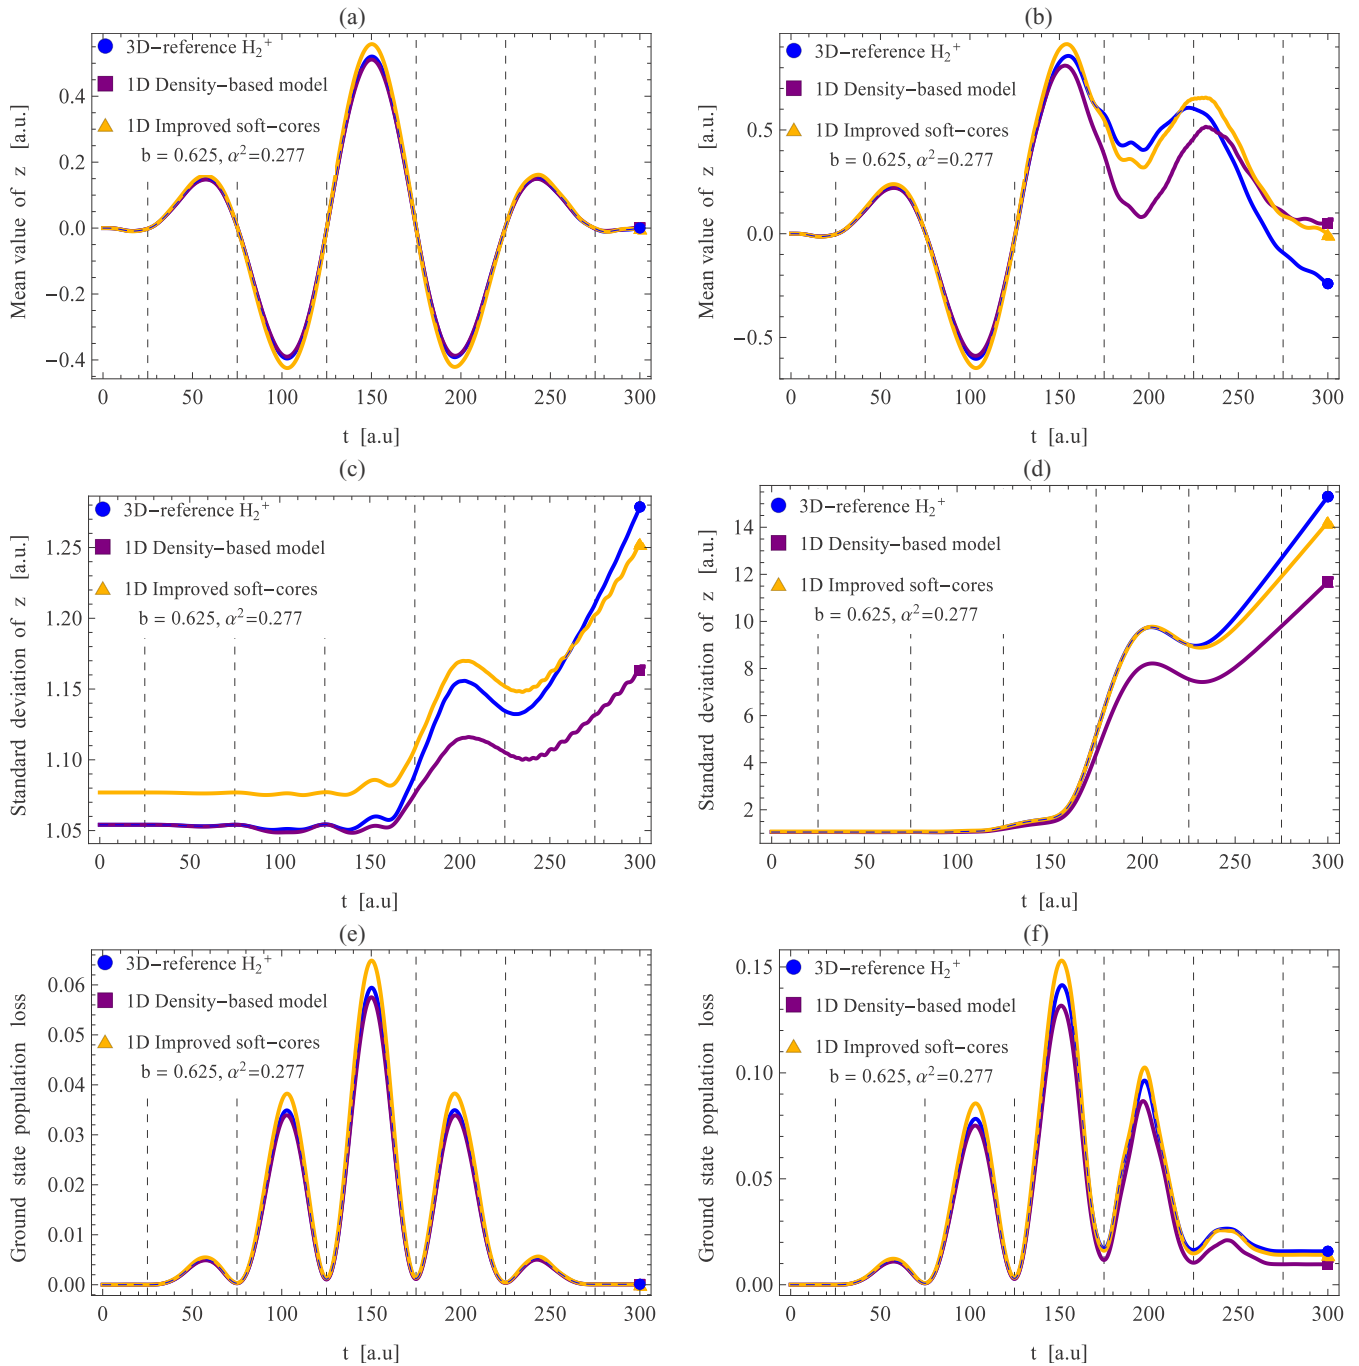 (a)
3D−reference H₂⁺
1D Density−based model
1D Improved soft−cores
b = 0.625, α²=0.277
Mean value of z [a.u.]
0.4
0.2
0.0
−0.2
−0.4
0 50 100 150 200 250 300
t [a.u]
(b)
3D−reference H₂⁺
1D Density−based model
1D Improved soft−cores
b = 0.625, α²=0.277
Mean value of z [a.u.]
0.5
0.0
−0.5
0 50 100 150 200 250 300
t [a.u]
(c)
3D−reference H₂⁺
1D Density−based model
1D Improved soft−cores
b = 0.625, α²=0.277
Standard deviation of z [a.u.]
1.25
1.20
1.15
1.10
1.05
0 50 100 150 200 250 300
t [a.u]
(d)
3D−reference H₂⁺
1D Density−based model
1D Improved soft−cores
b = 0.625, α²=0.277
Standard deviation of z [a.u.]
14
12
10
8
6
4
2
0 50 100 150 200 250 300
t [a.u]
(e)
3D−reference H₂⁺
1D Density−based model
1D Improved soft−cores
b = 0.625, α²=0.277
Ground state population loss
0.06
0.05
0.04
0.03
0.02
0.01
0.00
0 50 100 150 200 250 300
t [a.u]
(f)
3D−reference H₂⁺
1D Density−based model
1D Improved soft−cores
b = 0.625, α²=0.277
Ground state population loss
0.15
0.10
0.05
0.00
0 50 100 150 200 250 300
t [a.u]